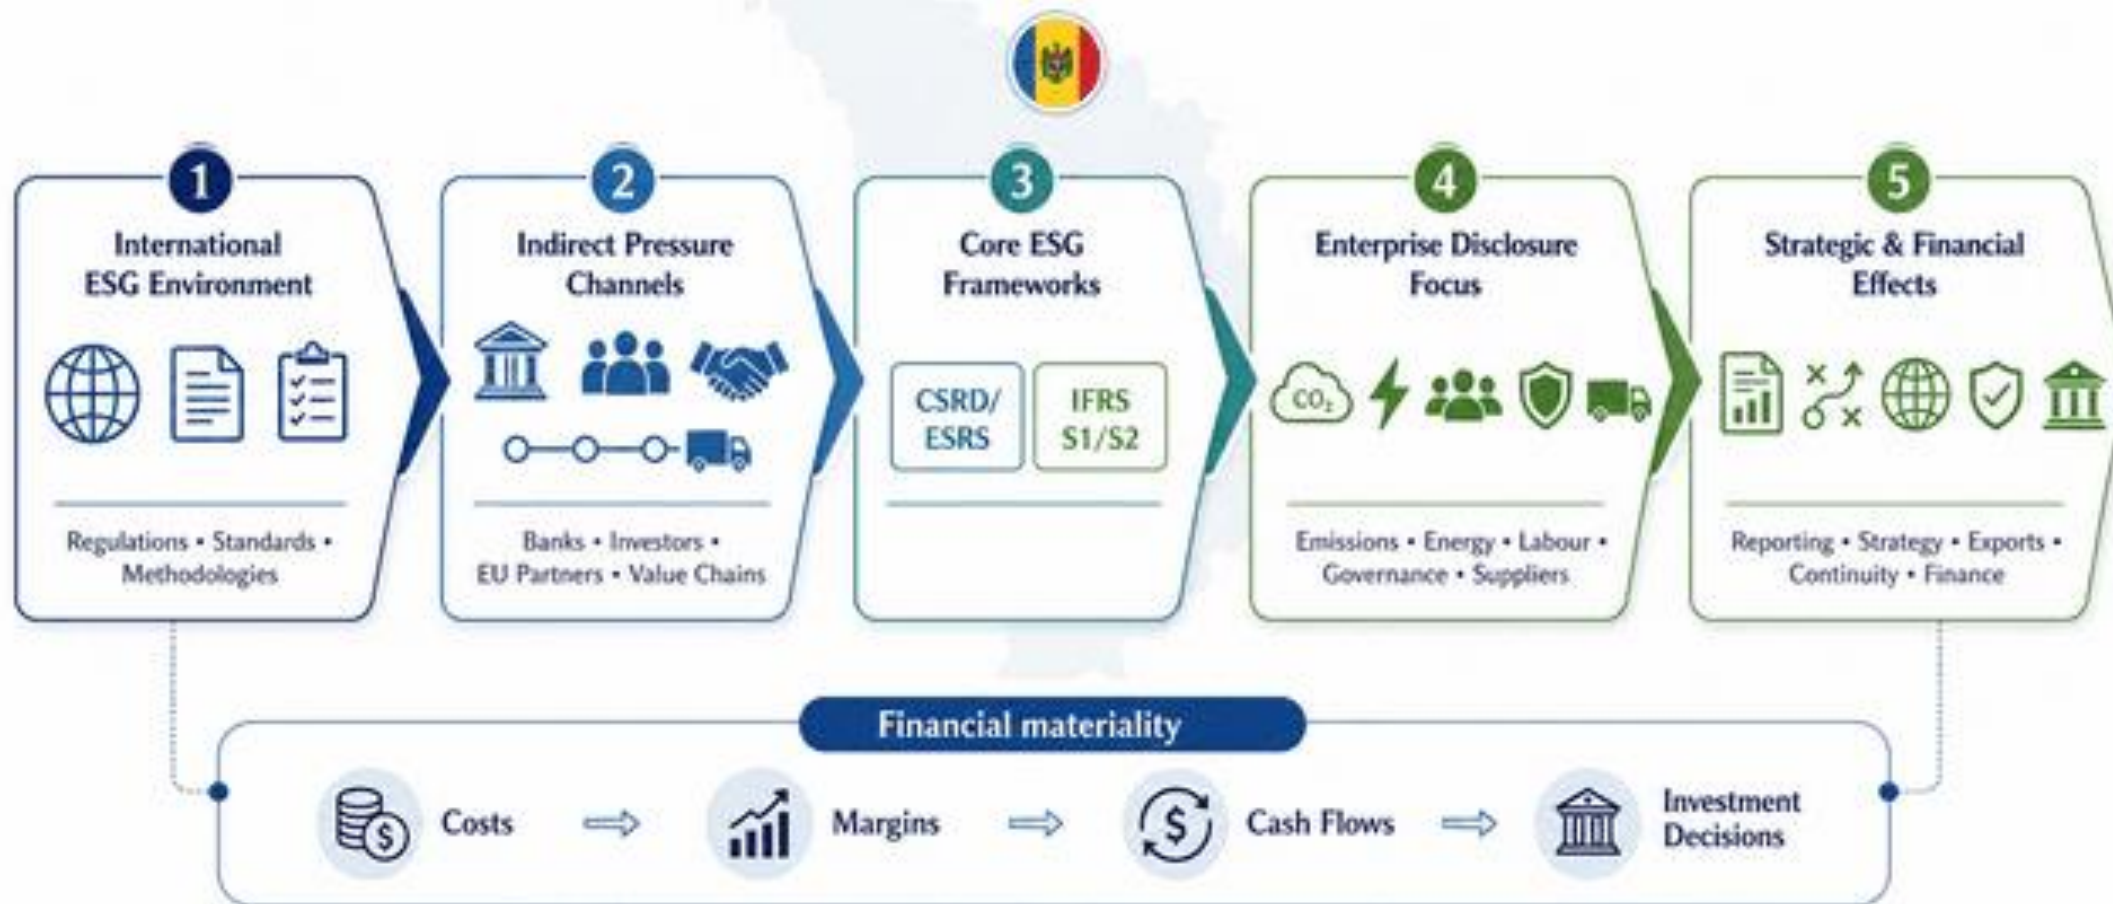 1
International
ESG Environment
Regulations • Standards •
Methodologies
2
Indirect Pressure
Channels
Banks • Investors •
EU Partners • Value Chains
3
Core ESG
Frameworks
CSRD/
ESRS
IFRS
S1/S2
4
Enterprise Disclosure
Focus
CO₂
Emissions • Energy • Labour •
Governance • Suppliers
5
Strategic & Financial
Effects
Reporting • Strategy • Exports •
Continuity • Finance
Financial materiality
$
Costs
Margins
$
Cash Flows
Investment
Decisions